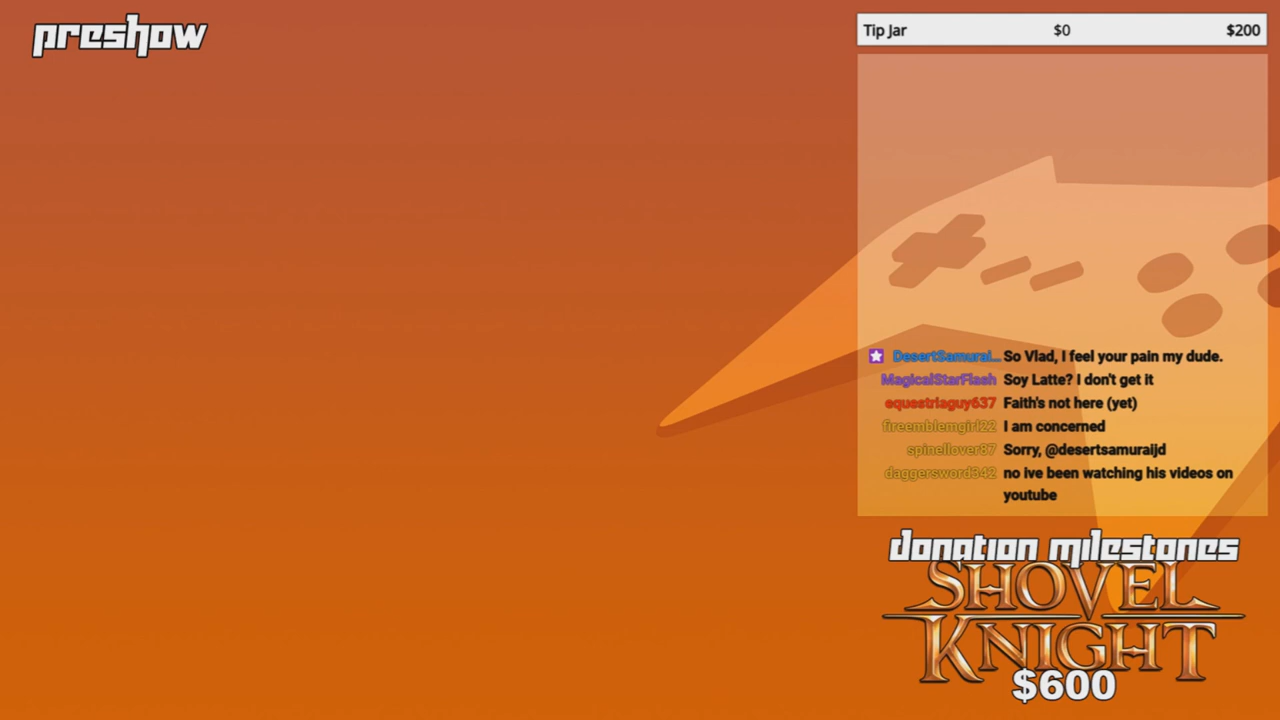 preshow
Tip Jar $0 $200
DesertSamurai... So Vlad, I feel your pain my dude.
MagicalStarFlash Soy Latte? I don't get it
equestriaguy637 Faith's not here (yet)
fireemblemgirl22 I am concerned
spinellover87 Sorry, @desertsamuraijd
daggersword342 no ive been watching his videos on
youtube
donation milestones
SHOVEL
KNIGHT
$600